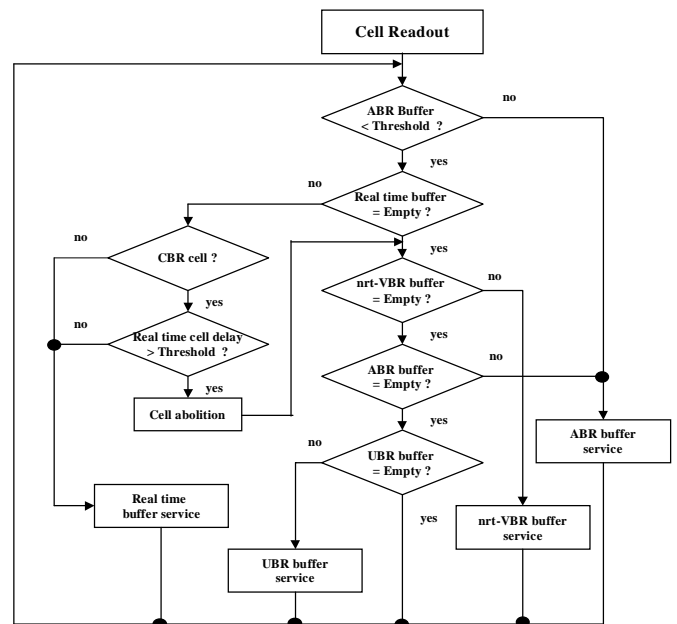 Cell Readout
ABR Buffer
< Threshold ?
no
yes
no
Real time buffer
= Empty ?
yes
no
CBR cell ?
yes
nrt-VBR buffer
= Empty ?
no
yes
no
Real time cell delay
> Threshold ?
yes
ABR buffer
= Empty ?
no
yes
Cell abolition
ABR buffer
service
no
UBR buffer
= Empty ?
yes
Real time
buffer service
nrt-VBR buffer
service
UBR buffer
service